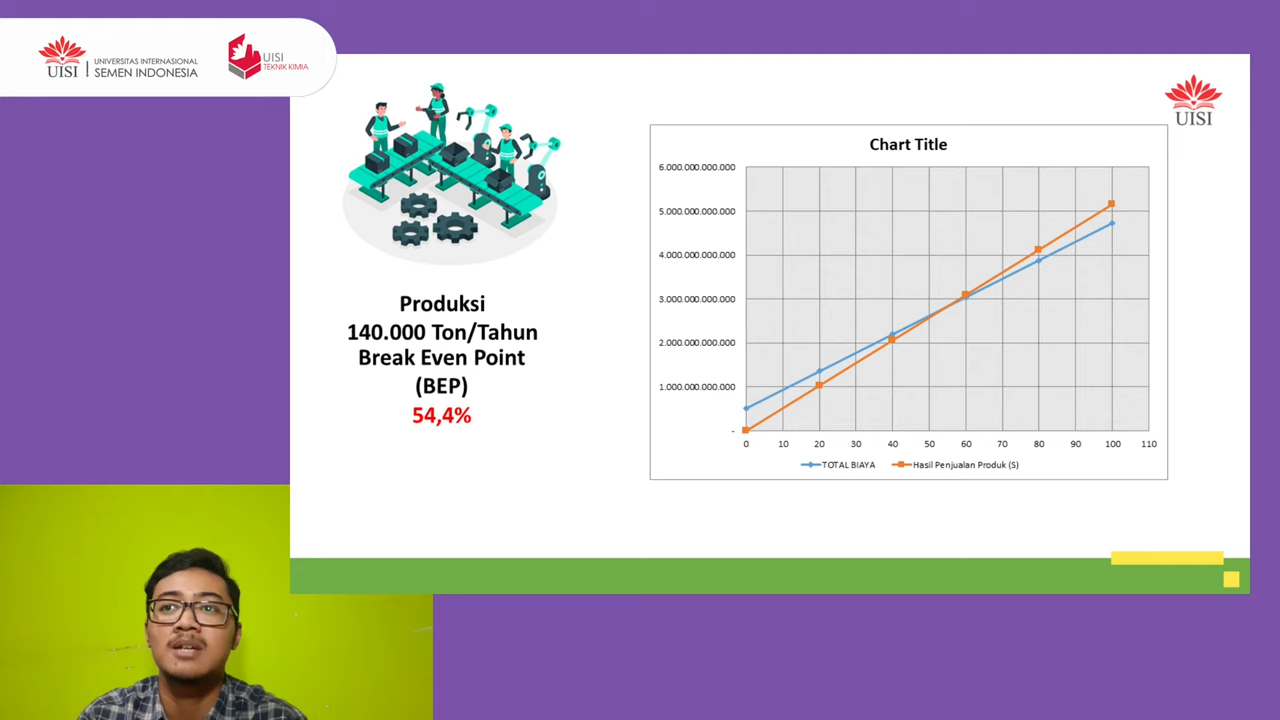 UISI
UNIVERSITAS INTERNASIONAL
SEMEN INDONESIA
UISI
TEKNIK KIMIA
UISI
Produksi
140.000 Ton/Tahun
Break Even Point
(BEP)
54,4%
Chart Title
6.000.000.000.000
5.000.000.000.000
4.000.000.000.000
3.000.000.000.000
2.000.000.000.000
1.000.000.000.000
-
0 10 20 30 40 50 60 70 80 90 100 110
TOTAL BIAYA Hasil Penjualan Produk (S)